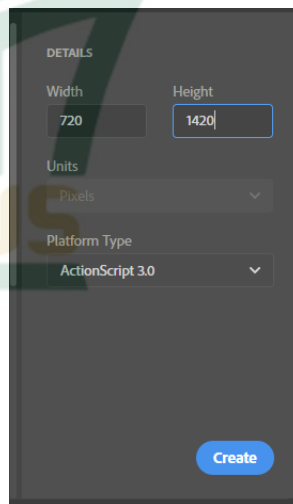 DETAILS
Width Height
720 1420
Units
Pixels
Platform Type
ActionScript 3.0
Create